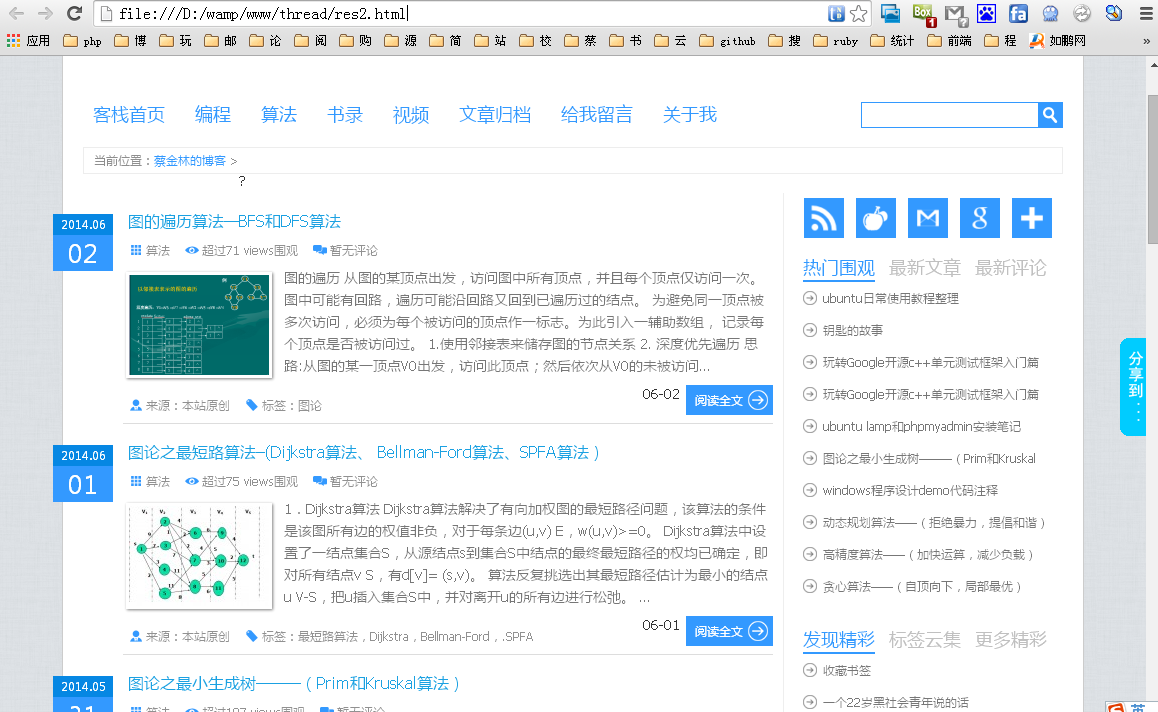 file:///D:/wamp/www/thread/res2.html
应用 php 博 玩 邮 论 阅 购 源 简 站 校 蔡 书 云 github 搜 ruby 统计 前端 程 如鹏网 »
客栈首页 编程 算法 书录 视频 文章归档 给我留言 关于我
当前位置：蔡金林的博客 >
?
2014.06
02
图的遍历算法—BFS和DFS算法
算法 超过71 views围观 暂无评论
图的遍历 从图的某顶点出发，访问图中所有顶点，并且每个顶点仅访问一次。
图中可能有回路，遍历可能沿回路又回到已遍历过的结点。 为避免同一顶点被
多次访问，必须为每个被访问的顶点作一标志。为此引入一辅助数组， 记录每
个顶点是否被访问过。 1.使用邻接表来储存图的节点关系 2. 深度优先遍历 思
路:从图的某一顶点V0出发，访问此顶点；然后依次从V0的未被访问...
06-02
阅读全文
来源：本站原创 标签：图论
2014.06
01
图论之最短路算法—(Dijkstra算法、 Bellman-Ford算法、SPFA算法 )
算法 超过75 views围观 暂无评论
1．Dijkstra算法 Dijkstra算法解决了有向加权图的最短路径问题，该算法的条件
是该图所有边的权值非负，对于每条边(u,v) E，w(u,v)>=0。 Dijkstra算法中设
置了一结点集合S，从源结点s到集合S中结点的最终最短路径的权均已确定，即
对所有结点v S，有d[v]= (s,v)。 算法反复挑选出其最短路径估计为最小的结点
u V-S，把u插入集合S中，并对离开u的所有边进行松弛。 ...
06-01
阅读全文
来源：本站原创 标签：最短路算法，Dijkstra，Bellman-Ford，.SPFA
2014.05
31
图论之最小生成树———（Prim和Kruskal算法）
算法 超过107 views围观 暂无评论
热门围观 最新文章 最新评论
ubuntu日常使用教程整理
钥匙的故事
玩转Google开源c++单元测试框架入门篇
玩转Google开源c++单元测试框架入门篇
ubuntu lamp和phpmyadmin安装笔记
图论之最小生成树———（Prim和Kruskal
windows程序设计demo代码注释
动态规划算法——（拒绝暴力，提倡和谐）
高精度算法——（加快运算，减少负载）
贪心算法——（自顶向下，局部最优）
发现精彩 标签云集 更多精彩
收藏书签
一个22岁黑社会青年说的话
分享到：
英